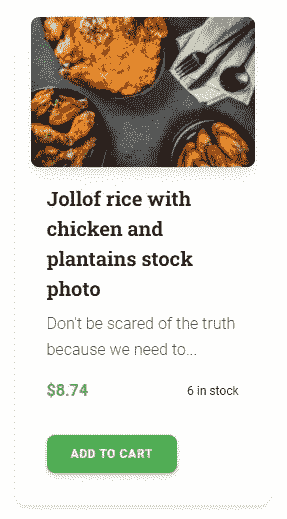 Jollof rice with
chicken and
plantains stock
photo
Don't be scared of the truth
because we need to...
$8.74
6 in stock
ADD TO CART